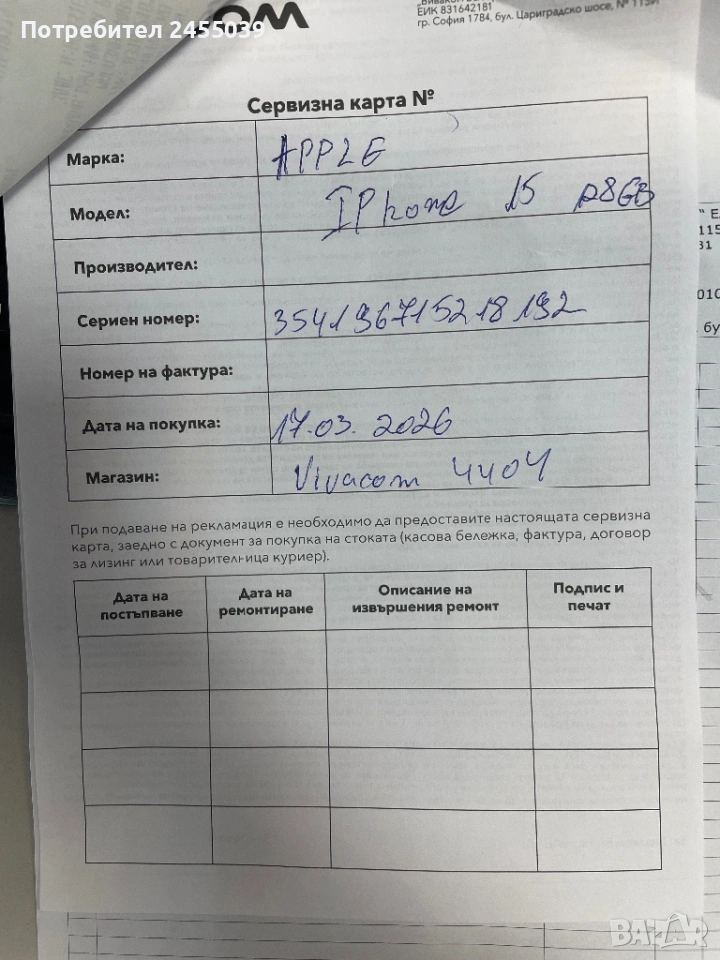 Потребител 2455039
COM
ЕИК 831642181
гр. София 1784, бул. Цариградско шосе, №
Сервизна карта №
Марка: APPLE
Модел: IPhone 15 128GB
Производител:
Сериен номер: 354196715218192
Номер на фактура:
Дата на покупка: 17.03.2026
Магазин: Vivacom 4404
При подаване на рекламация е необходимо да предоставите настоящата сервизна
карта, заедно с документ за покупка на стоката (касова бележка, фактура, договор
за лизинг или товарителница куриер).
Дата на постъпване
Дата на ремонтиране
Описание на извършения ремонт
Подпис и печат
BAZAR